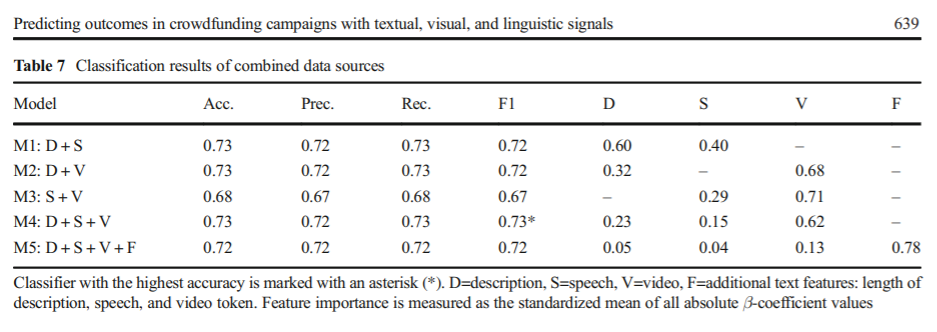 Predicting outcomes in crowdfunding campaigns with textual, visual, and linguistic signals 639
Table 7 Classification results of combined data sources
Model Acc. Prec. Rec. F1 D S V F
M1: D + S 0.73 0.72 0.73 0.72 0.60 0.40 – –
M2: D + V 0.73 0.72 0.73 0.72 0.32 – 0.68 –
M3: S + V 0.68 0.67 0.68 0.67 – 0.29 0.71 –
M4: D + S + V 0.73 0.72 0.73 0.73* 0.23 0.15 0.62 –
M5: D + S + V + F 0.72 0.72 0.72 0.72 0.05 0.04 0.13 0.78
Classifier with the highest accuracy is marked with an asterisk (*). D=description, S=speech, V=video, F=additional text features: length of
description, speech, and video token. Feature importance is measured as the standardized mean of all absolute β-coefficient values